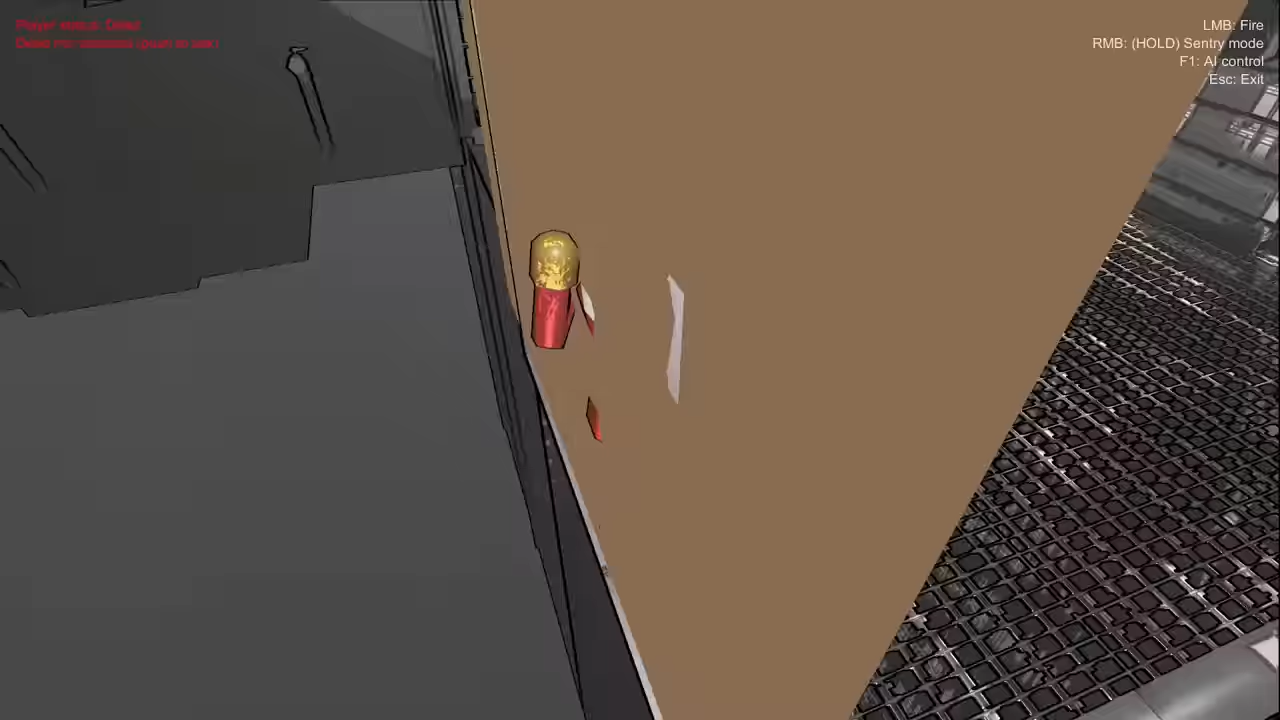 Player status: Dead
LMB: Fire
RMB: (HOLD) Sentry mode
F1: AI control
Esc: Exit